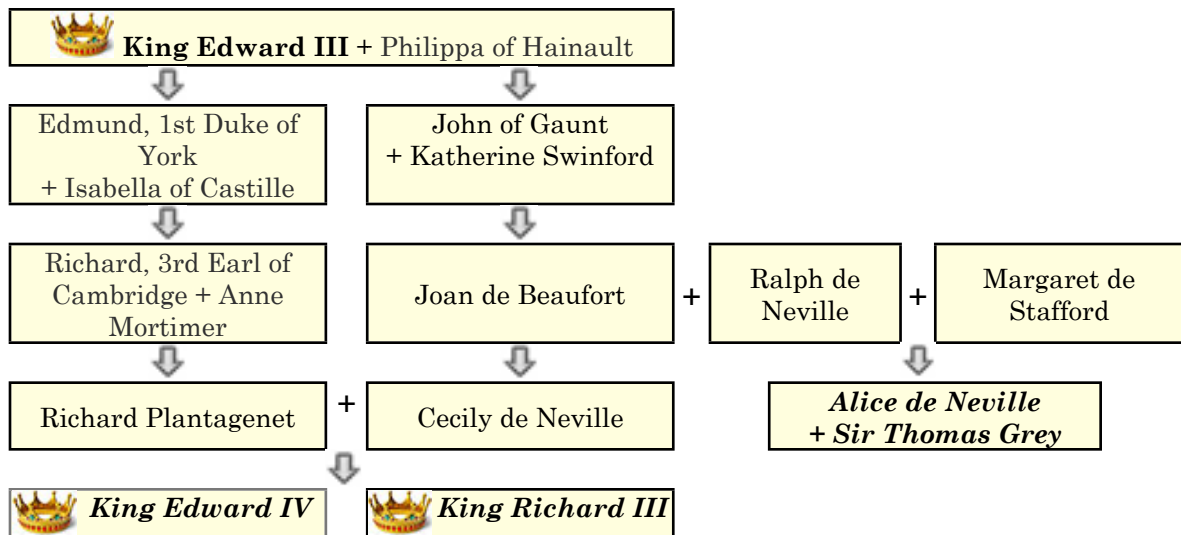 King Edward III + Philippa of Hainault
Edmund, 1st Duke of
York
+ Isabella of Castille
John of Gaunt
+ Katherine Swinford
Richard, 3rd Earl of
Cambridge + Anne
Mortimer
Joan de Beaufort
+
Ralph de
Neville
+
Margaret de
Stafford
Richard Plantagenet
+
Cecily de Neville
Alice de Neville
+ Sir Thomas Grey
King Edward IV
King Richard III